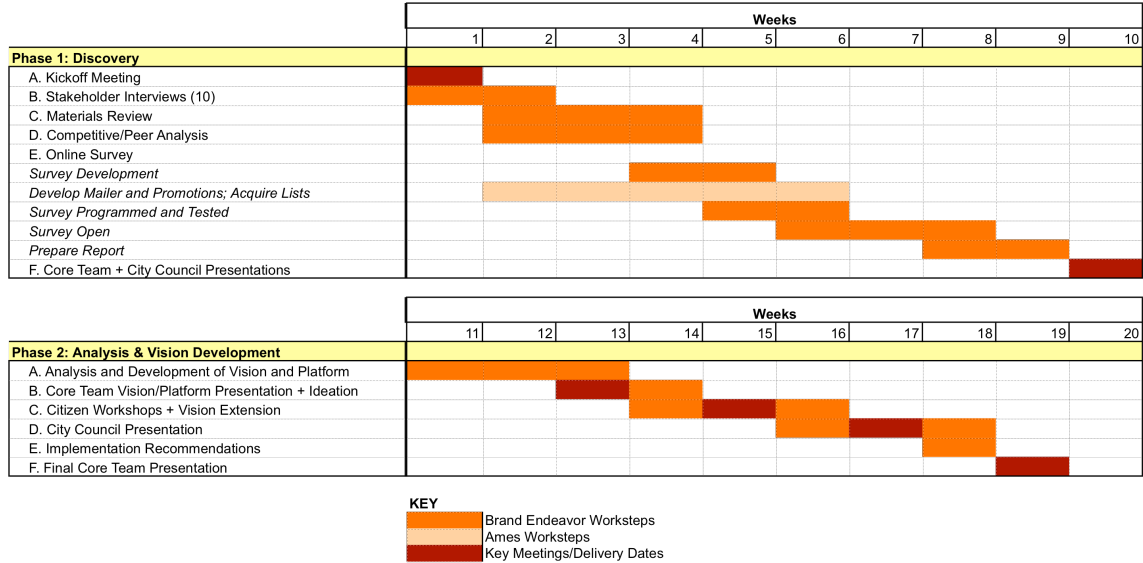 Weeks
1 2 3 4 5 6 7 8 9 10
Phase 1: Discovery
A. Kickoff Meeting
B. Stakeholder Interviews (10)
C. Materials Review
D. Competitive/Peer Analysis
E. Online Survey
Survey Development
Develop Mailer and Promotions; Acquire Lists
Survey Programmed and Tested
Survey Open
Prepare Report
F. Core Team + City Council Presentations
Weeks
11 12 13 14 15 16 17 18 19 20
Phase 2: Analysis & Vision Development
A. Analysis and Development of Vision and Platform
B. Core Team Vision/Platform Presentation + Ideation
C. Citizen Workshops + Vision Extension
D. City Council Presentation
E. Implementation Recommendations
F. Final Core Team Presentation
KEY
Brand Endeavor Worksteps
Ames Worksteps
Key Meetings/Delivery Dates